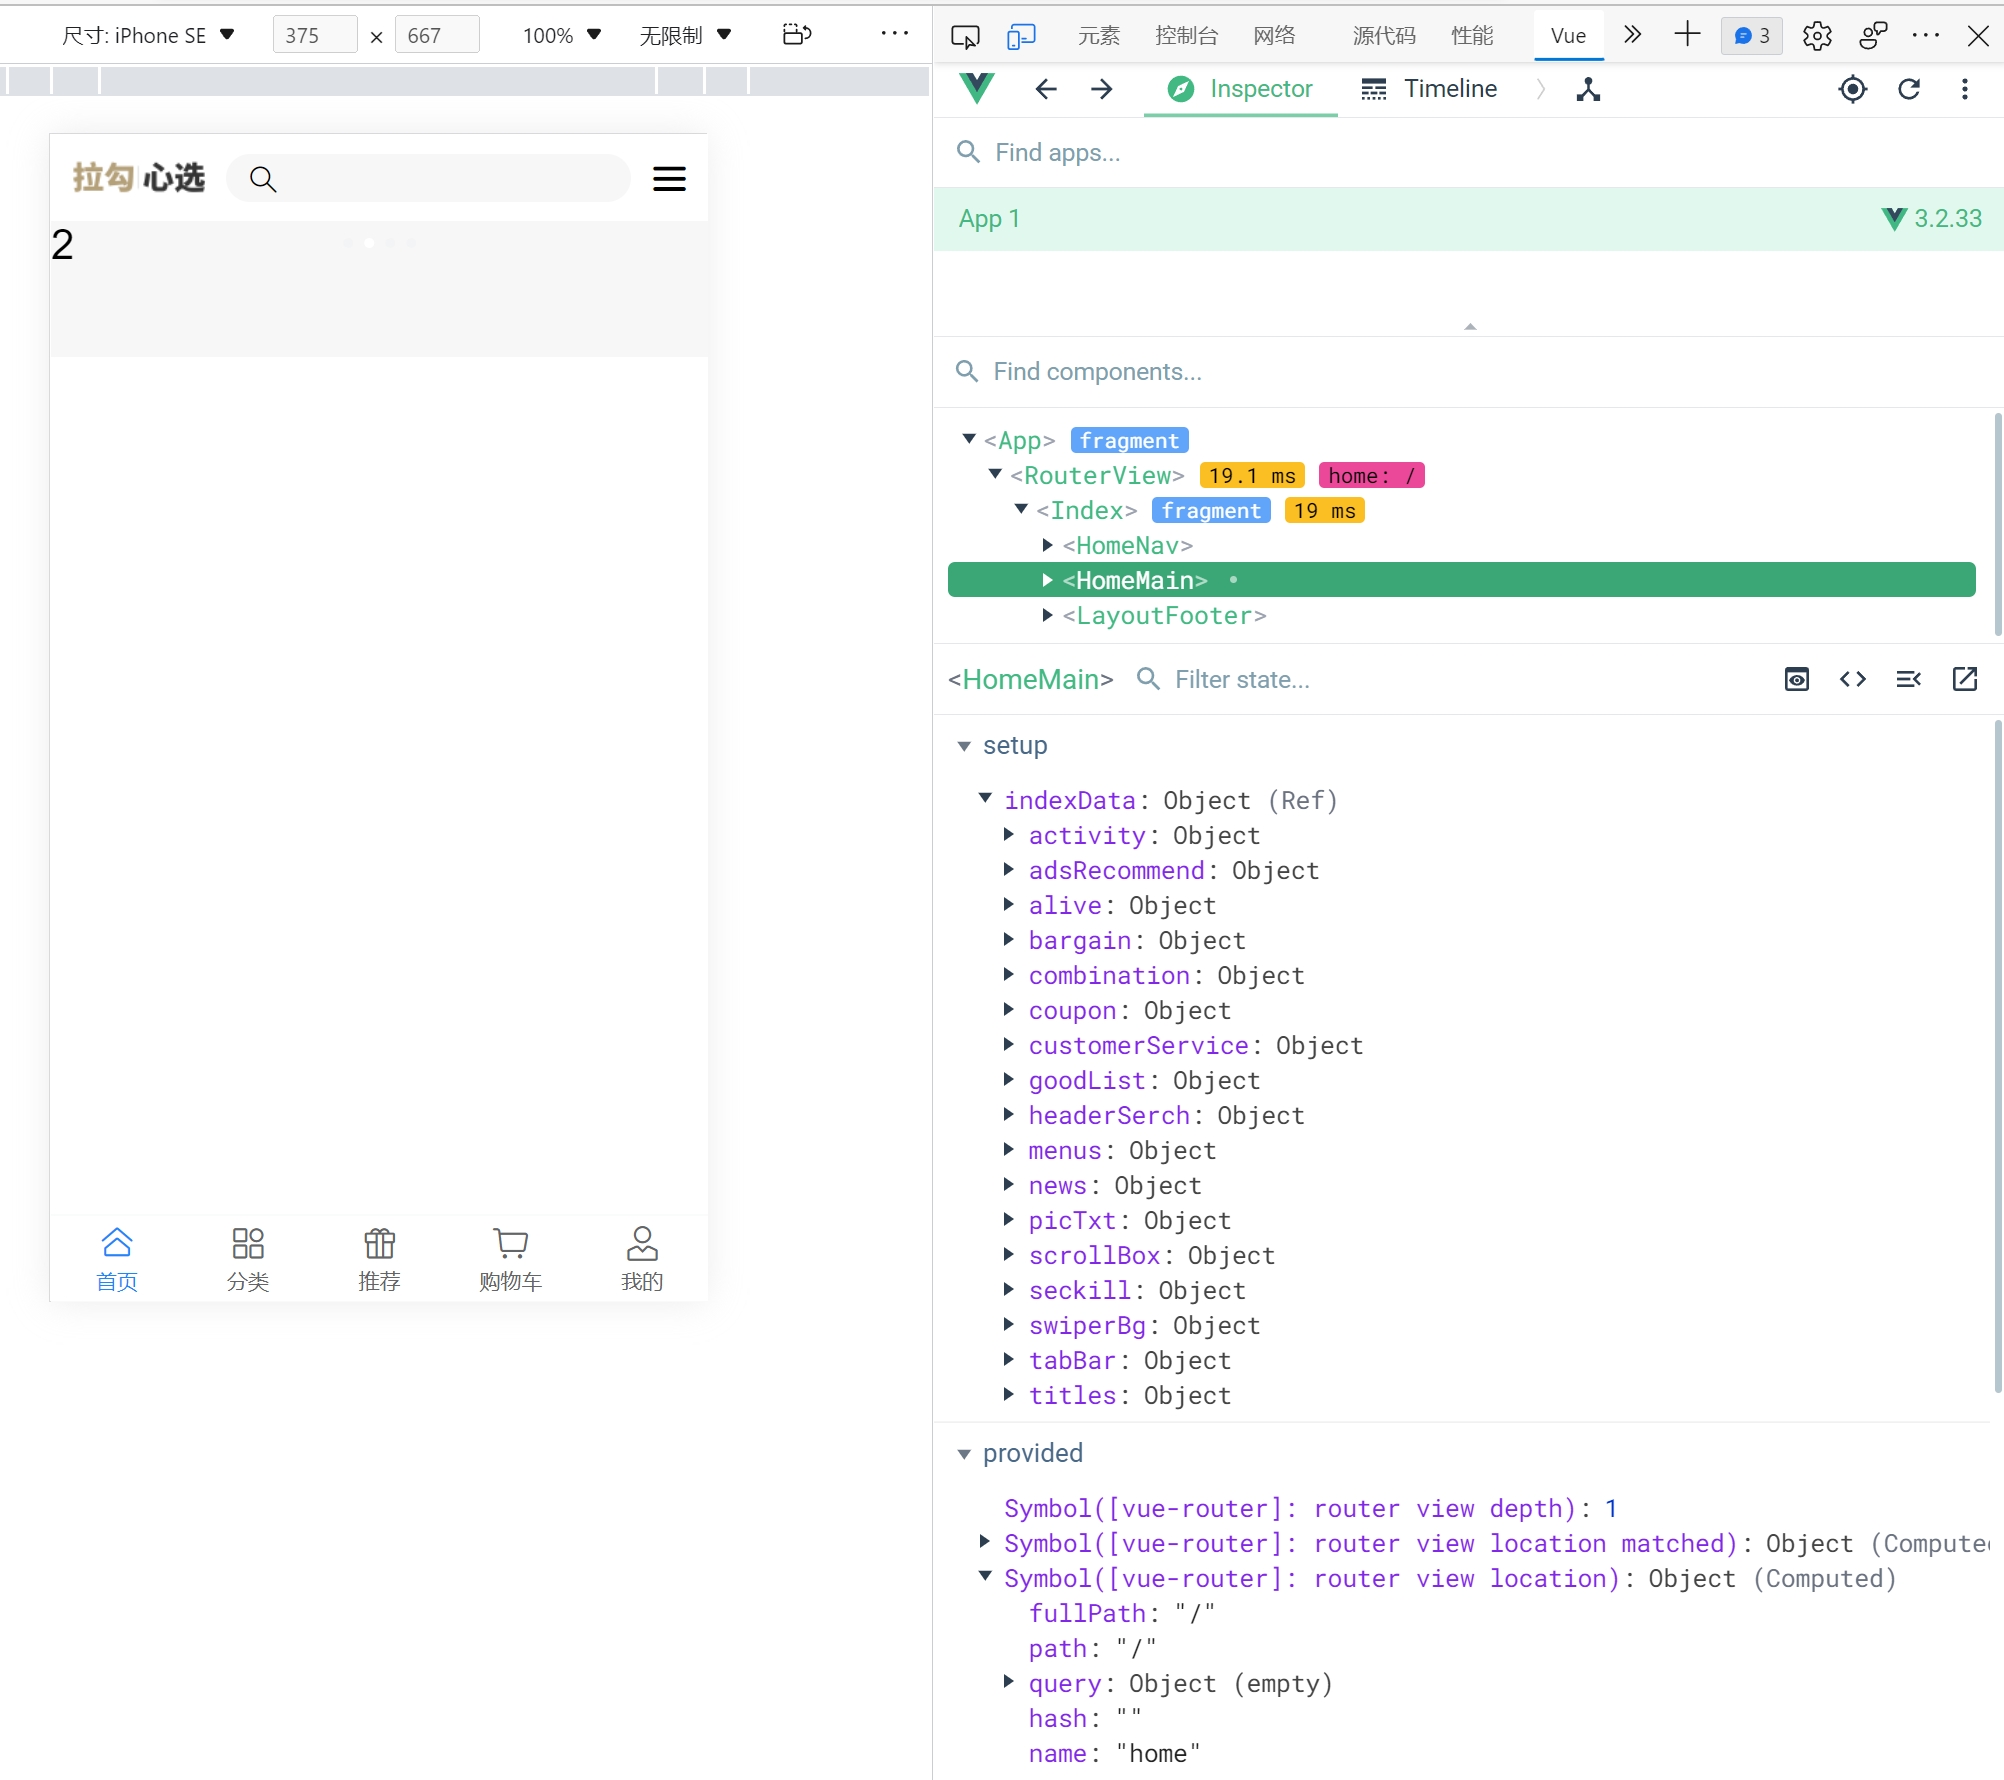 尺寸: iPhone SE 375 × 667 100% 无限制
拉勾心选
2
首页 分类 推荐 购物车 我的
元素 控制台 网络 源代码 性能 Vue 3
Inspector Timeline
Find apps...
App 1 3.2.33
Find components...
<App> fragment
<RouterView> 19.1 ms home: /
<Index> fragment 19 ms
<HomeNav>
<HomeMain>
<LayoutFooter>
<HomeMain> Filter state...
setup
indexData: Object (Ref)
activity: Object
adsRecommend: Object
alive: Object
bargain: Object
combination: Object
coupon: Object
customerService: Object
goodList: Object
headerSerch: Object
menus: Object
news: Object
picTxt: Object
scrollBox: Object
seckill: Object
swiperBg: Object
tabBar: Object
titles: Object
provided
Symbol([vue-router]: router view depth): 1
Symbol([vue-router]: router view location matched): Object (Compute
Symbol([vue-router]: router view location): Object (Computed)
fullPath: "/"
path: "/"
query: Object (empty)
hash: ""
name: "home"